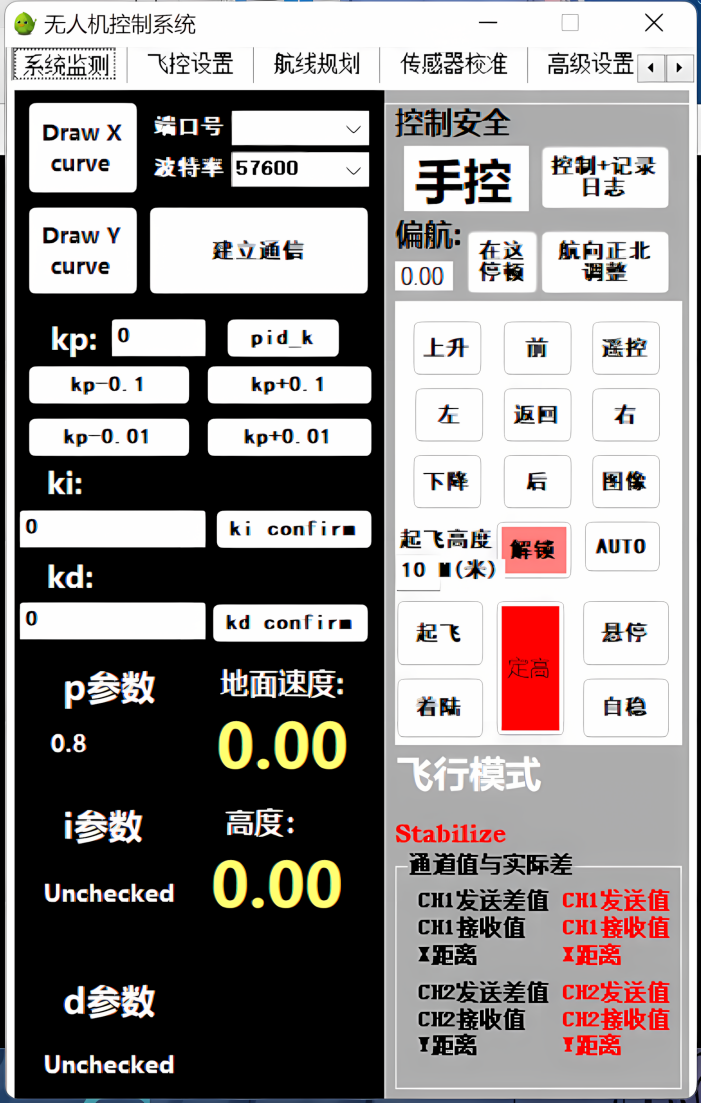 无人机控制系统
系统监测 飞控设置 航线规划 传感器校准 高级设置
Draw X
curve
端口号
波特率 57600
Draw Y
curve
建立通信
kp: 0 pid_k
kp-0.1 kp+0.1
kp-0.01 kp+0.01
ki:
0 ki confirm
kd:
0 kd confirm
p参数 地面速度:
0.8 0.00
i参数 高度:
Unchecked 0.00
d参数
Unchecked
控制安全
手控 控制+记录
日志
偏航:
0.00
在这
停顿
航向正北
调整
上升 前 遥控
左 返回 右
下降 后 图像
起飞高度
10 M(米)
解锁 AUTO
起飞 定高 悬停
着陆 自稳
飞行模式
Stabilize
通道值与实际差
CH1发送差值 CH1发送值
CH1接收值 CH1接收值
X距离 X距离
CH2发送差值 CH2发送值
CH2接收值 CH2接收值
Y距离 Y距离